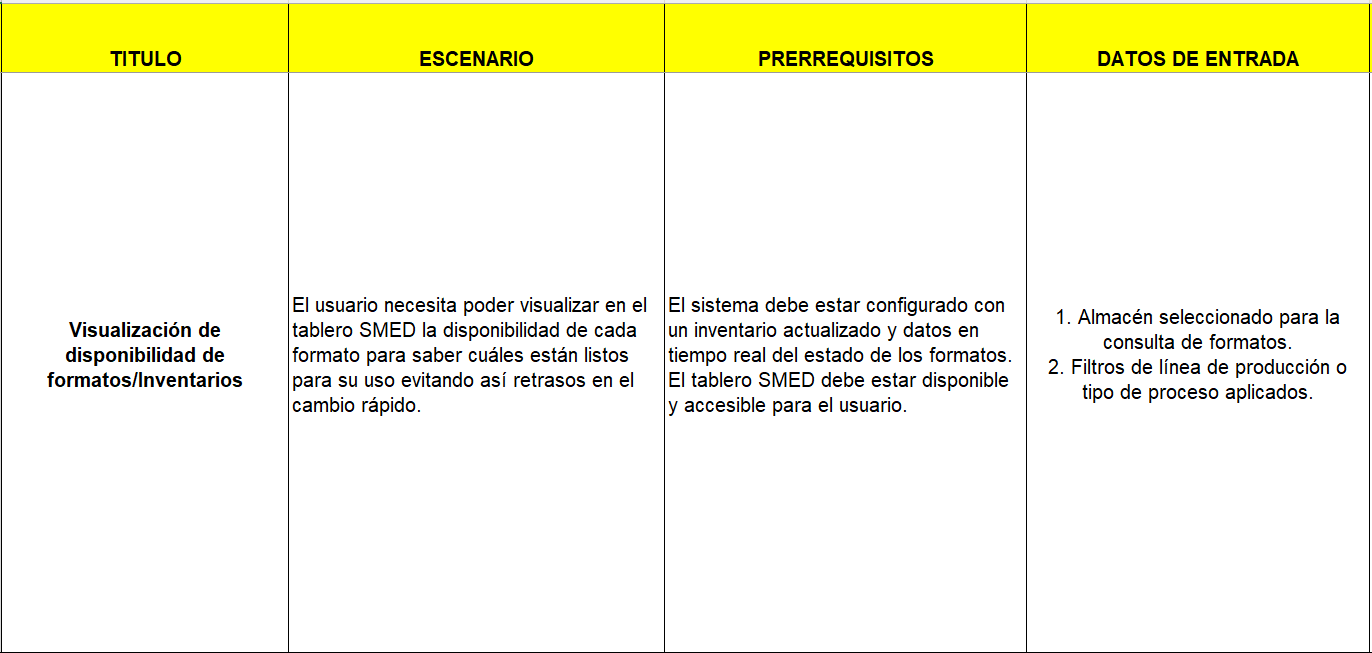 TITULO
ESCENARIO
PRERREQUISITOS
DATOS DE ENTRADA
Visualización de
disponibilidad de
formatos/Inventarios
El usuario necesita poder visualizar en el
tablero SMED la disponibilidad de cada
formato para saber cuáles están listos
para su uso evitando así retrasos en el
cambio rápido.
El sistema debe estar configurado con
un inventario actualizado y datos en
tiempo real del estado de los formatos.
El tablero SMED debe estar disponible
y accesible para el usuario.
1. Almacén seleccionado para la
consulta de formatos.
2. Filtros de línea de producción o
tipo de proceso aplicados.